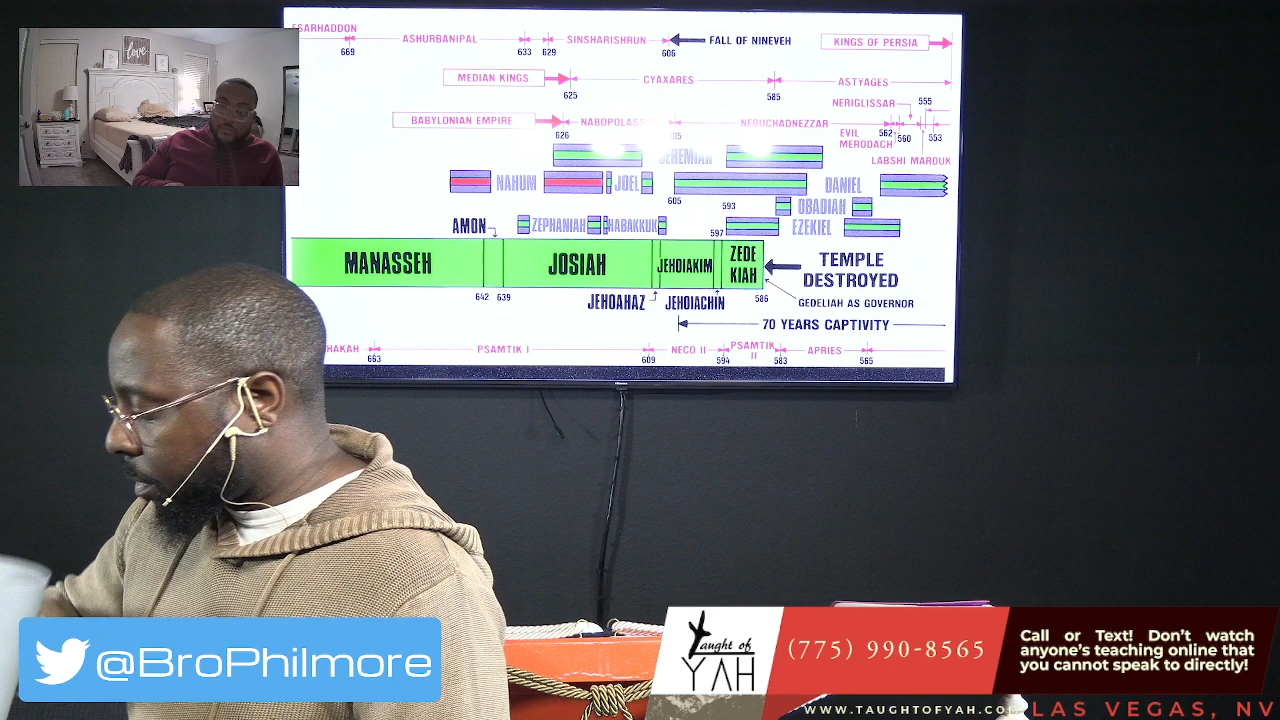 love
ESARHADDON
669
ASHURBANIPAL
633
629
SINSHARISHRUN
606
FALL OF NINEVEH
KINGS OF PERSIA
MEDIAN KINGS
625
CYAXARES
585
ASTYAGES
BABYLONIAN EMPIRE
626
NEBUCHADNEZZAR
NERIGLISSAR
555
EVIL
MERODACH
562
560
553
LABSHI MARDUK
JEREMIAH
NAHUM
JOEL
605
DANIEL
593
OBADIAH
AMON
ZEPHANIAH
HABAKKUK
597
EZEKIEL
MANASSEH
JOSIAH
JEHOIAKIM
ZEDE
KIAH
TEMPLE
DESTROYED
642
639
JEHOAHAZ
JEHOIACHIN
586
GEDELIAH AS GOVERNOR
70 YEARS CAPTIVITY
HAKAH
663
PSAMTIK I
609
NECO II
594
PSAMTIK
II
583
APRIES
565
Hisense
@BroPhilmore
Taught of
YAH
(775) 990-8565
Call or Text! Don't watch
anyone's teaching online that
you cannot speak to directly!
WWW.TAUGHTOFYAH.CO
LAS VEGAS, NV